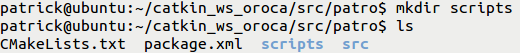 patrick@ubuntu:~/catkin_ws_oroca/src/patro$ mkdir scripts
patrick@ubuntu:~/catkin_ws_oroca/src/patro$ ls
CMakeLists.txt  package.xml  scripts  src